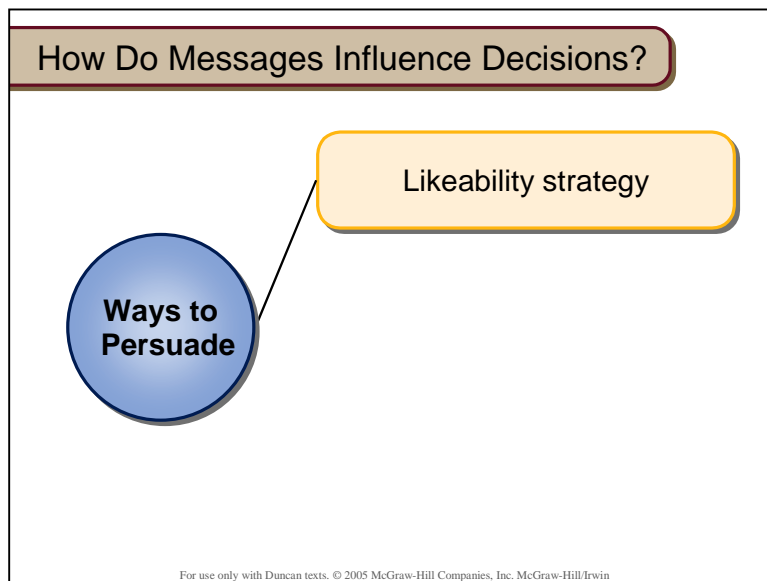 How Do Messages Influence Decisions?
Likeability strategy
Ways to
Persuade
For use only with Duncan texts. © 2005 McGraw-Hill Companies, Inc. McGraw-Hill/Irwin